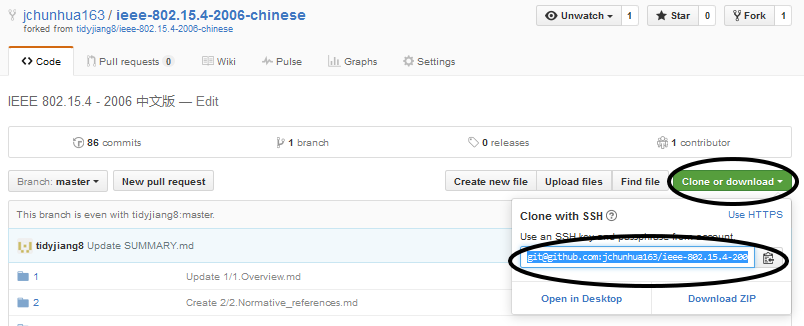 jchunhua163 / ieee-802.15.4-2006-chinese
forked from tidyjiang8/ieee-802.15.4-2006-chinese
Unwatch 1 Star 0 Fork 1
Code Pull requests 0 Wiki Pulse Graphs Settings
IEEE 802.15.4 - 2006 中文版 — Edit
86 commits 1 branch 0 releases 1 contributor
Branch: master New pull request Create new file Upload files Find file Clone or download
This branch is even with tidyjiang8:master.
Clone with SSH Use HTTPS
Use an SSH key and passphrase from account.
tidyjiang8 Update SUMMARY.md
git@github.com:jchunhua163/ieee-802.15.4-200
1 Update 1/1.Overview.md
2 Create 2/2.Normative_references.md
Open in Desktop Download ZIP